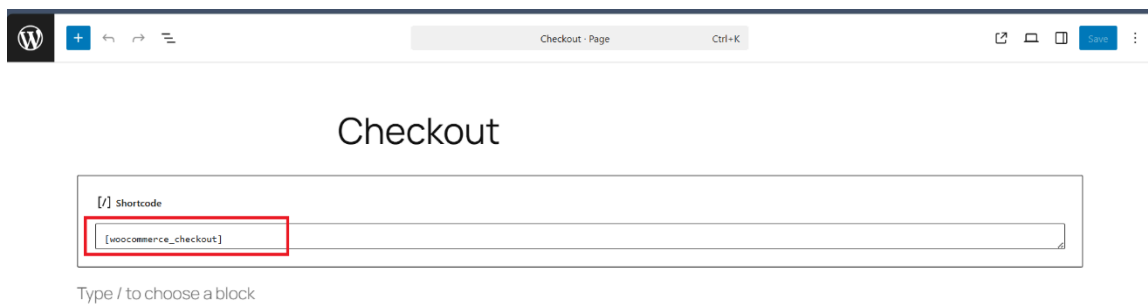 Checkout · Page Ctrl+K Save
Checkout
[/] Shortcode
[woocommerce_checkout]
Type / to choose a block